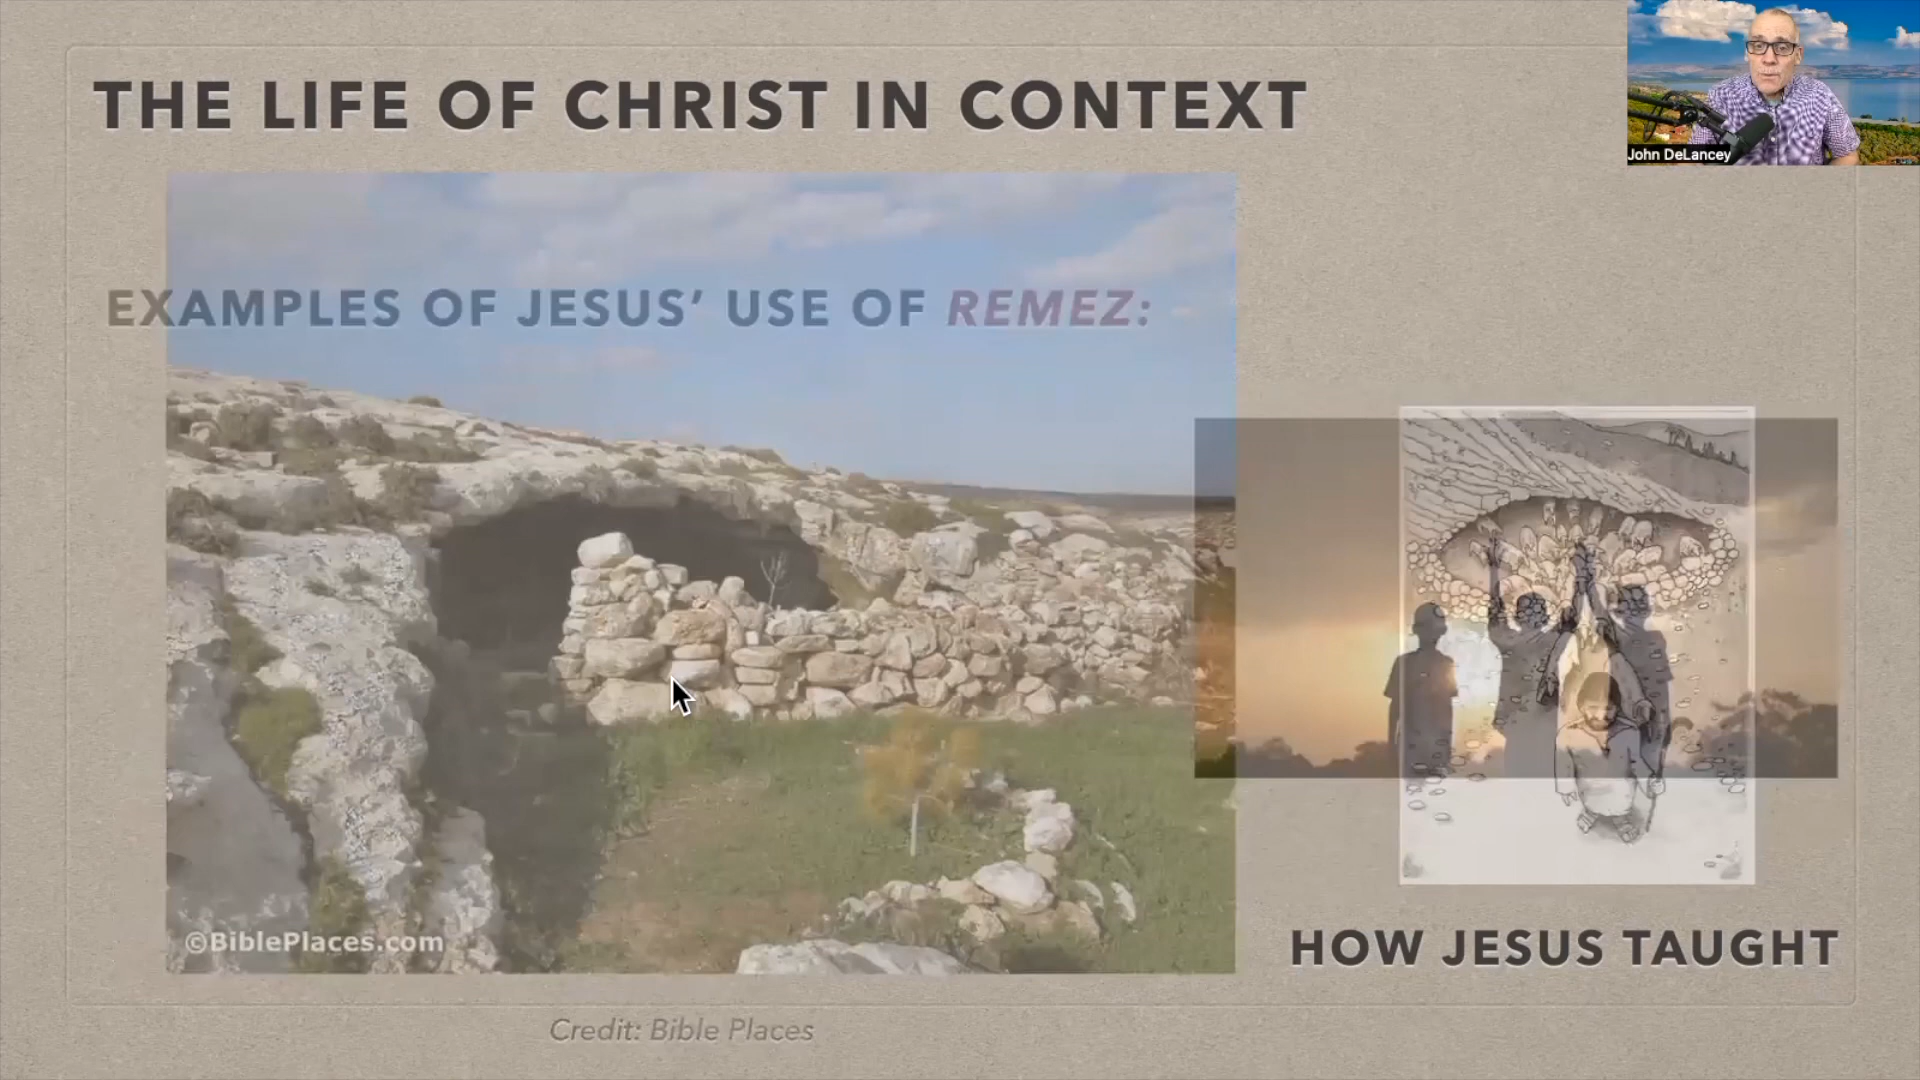 THE LIFE OF CHRIST IN CONTEXT
John DeLancey
EXAMPLES OF JESUS’ USE OF REMEZ:
©BiblePlaces.com
HOW JESUS TAUGHT
Credit: Bible Places